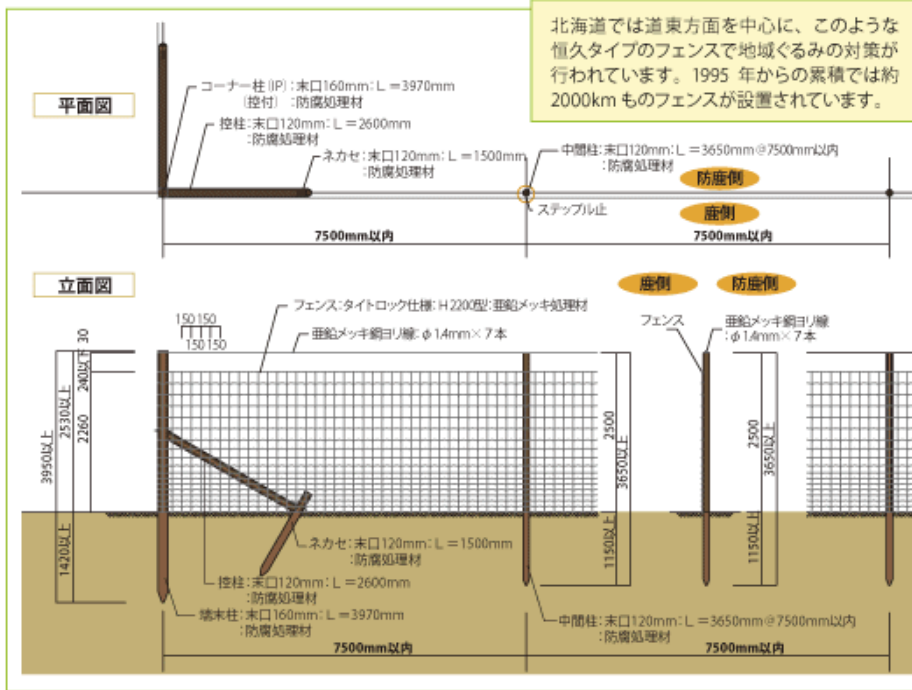 北海道では道東方面を中心に、このような
恒久タイプのフェンスで地域ぐるみの対策が
行われています。1995 年からの累積では約
2000km ものフェンスが設置されています。
平面図
コーナー柱(IP):末口160mm:L=3970mm
(控付) :防腐処理材
控柱:末口120mm:L=2600mm
:防腐処理材
ネカセ:末口120mm:L=1500mm
:防腐処理材
中間柱:末口120mm:L=3650mm@7500mm以内
:防腐処理材
防鹿側
鹿側
ステップル止
7500mm以内
7500mm以内
立面図
鹿側
防鹿側
フェンス:タイトロック仕様:H2200型:亜鉛メッキ処理材
亜鉛メッキ鋼ヨリ線:φ1.4mm×7本
フェンス
亜鉛メッキ鋼ヨリ線
:φ1.4mm×7本
150 150
150 150
30
240以下
2260
2530以上
3950以上
1420以上
2500
3650以上
1150以上
2500
3650以上
1150以上
ネカセ:末口120mm:L=1500mm
:防腐処理材
控柱:末口120mm:L=2600mm
:防腐処理材
端末柱:末口160mm:L=3970mm
:防腐処理材
中間柱:末口120mm:L=3650mm@7500mm以内
:防腐処理材
7500mm以内
7500mm以内